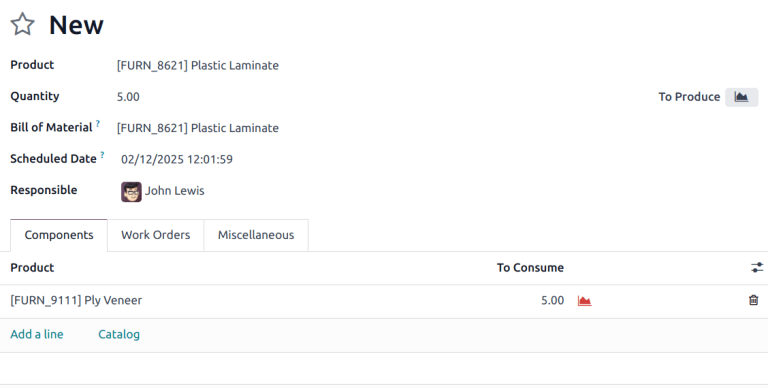 New
Product [FURN_8621] Plastic Laminate
Quantity 5.00 To Produce
Bill of Material ? [FURN_8621] Plastic Laminate
Scheduled Date ? 02/12/2025 12:01:59
Responsible John Lewis
Components Work Orders Miscellaneous
Product To Consume
[FURN_9111] Ply Veneer 5.00
Add a line Catalog